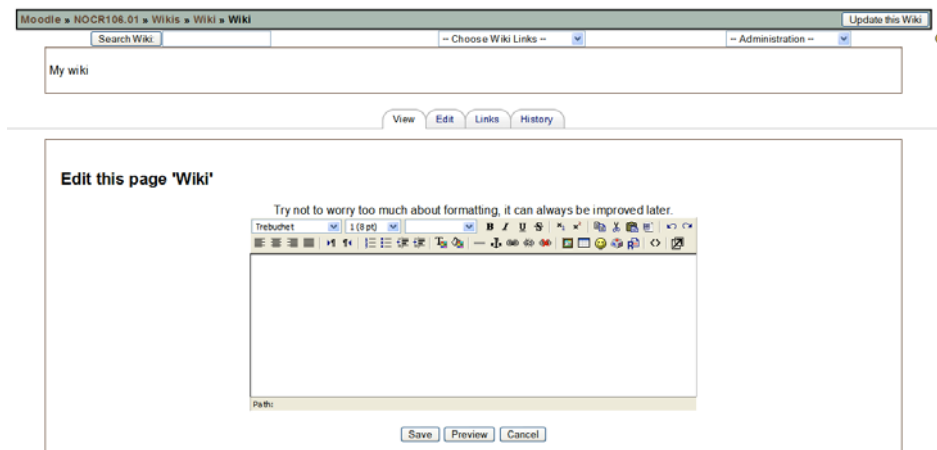 Moodle » NOCR106.01 » Wikis » Wiki » Wiki Update this Wiki
Search Wiki: -- Choose Wiki Links -- -- Administration --
My wiki
View Edit Links History
Edit this page 'Wiki'
Try not to worry too much about formatting, it can always be improved later.
Trebuchet 1 (8 pt) B I U S
Path:
Save Preview Cancel